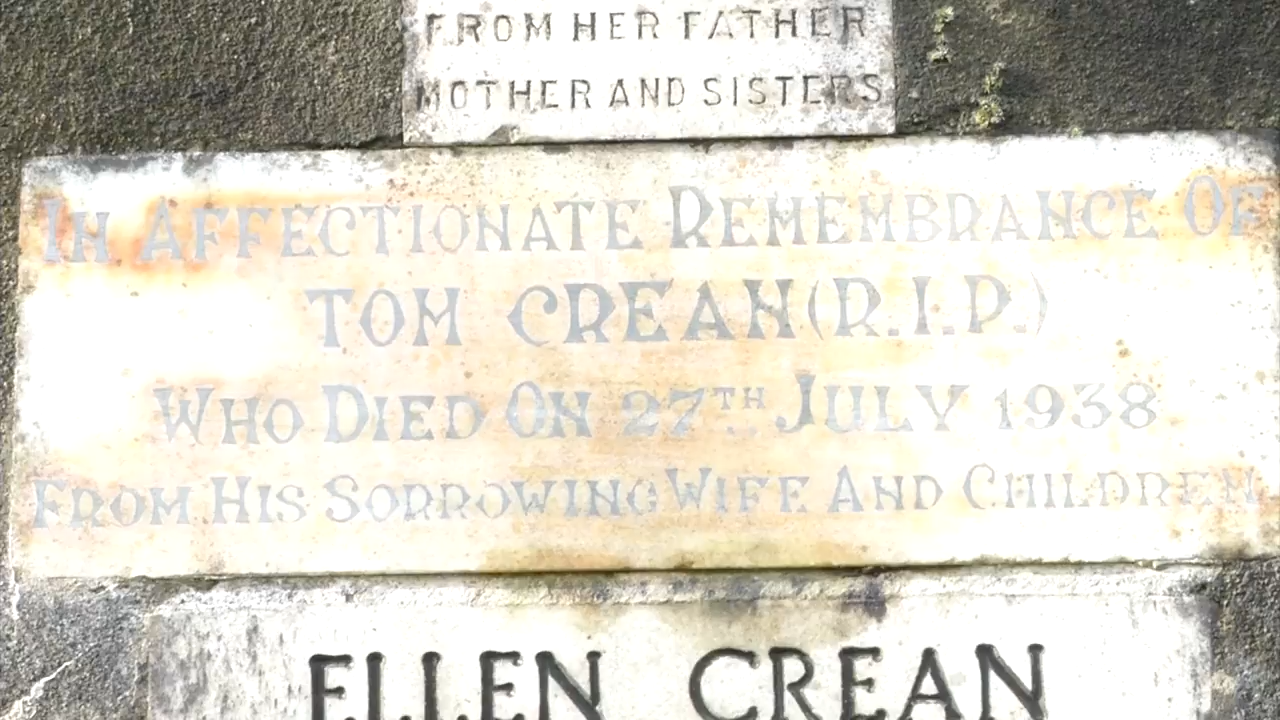 FROM HER FATHER
MOTHER AND SISTERS
IN AFFECTIONATE REMEMBRANCE OF
TOM CREAN (R.I.P.)
WHO DIED ON 27TH JULY 1938
FROM HIS SORROWING WIFE AND CHILDREN
ELLEN CREAN